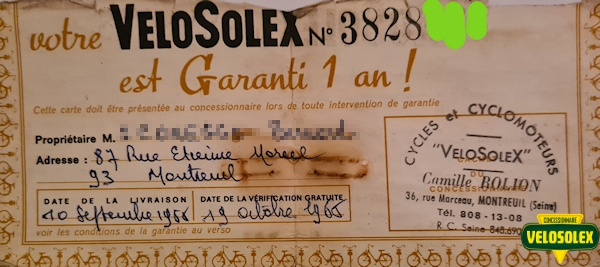 votre VELOSOLEX N° 3828
est Garanti 1 an !
Cette carte doit être présentée au concessionnaire lors de toute intervention de garantie
Propriétaire M.
Adresse : 87 Rue Etienne Marcel
93 Montreuil
DATE DE LA LIVRAISON
10 Septembre
DATE DE LA VÉRIFICATION GRATUITE
19 octobre 1965
voir les conditions de la garantie au verso
CYCLES et CYCLOMOTEURS
"VELOSOLEX"
CONCESSIONNAIRE
Camille BOLION
36, rue Marceau, MONTREUIL (Seine)
Tél. 808-13-08
R. C. Seine
CONCESSIONNAIRE
VELOSOLEX